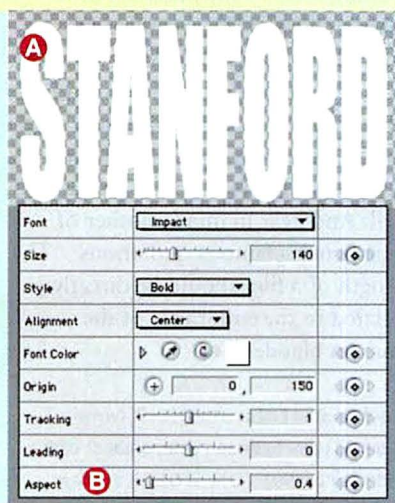 A
STANFORD
Font Impact
Size 140
Style Bold
Alignment Center
Font Color
Origin 0 , 150
Tracking 1
Leading 0
Aspect B 0.4